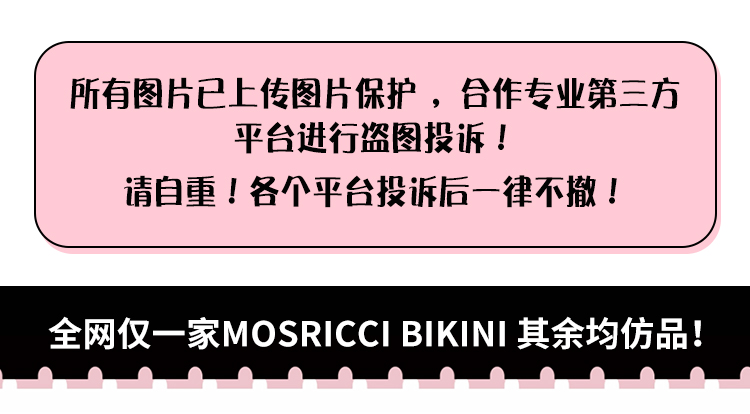 所有图片已上传图片保护，合作专业第三方
平台进行盗图投诉！
请自重！各个平台投诉后一律不撤！
全网仅一家MOSRICCI BIKINI 其余均仿品！